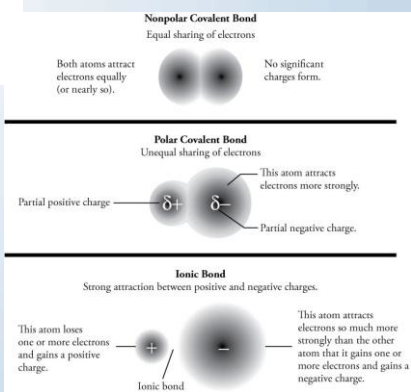 Nonpolar Covalent Bond
Equal sharing of electrons
Both atoms attract
electrons equally
(or nearly so).
No significant
charges form.
Polar Covalent Bond
Unequal sharing of electrons
This atom attracts
electrons more strongly.
Partial positive charge
δ+
δ−
Partial negative charge.
Ionic Bond
Strong attraction between positive and negative charges.
This atom loses
one or more electrons
and gains a positive
charge.
+
−
This atom attracts
electrons so much more
strongly than the other
atom that it gains one or
more electrons and gains a
negative charge.
Ionic bond